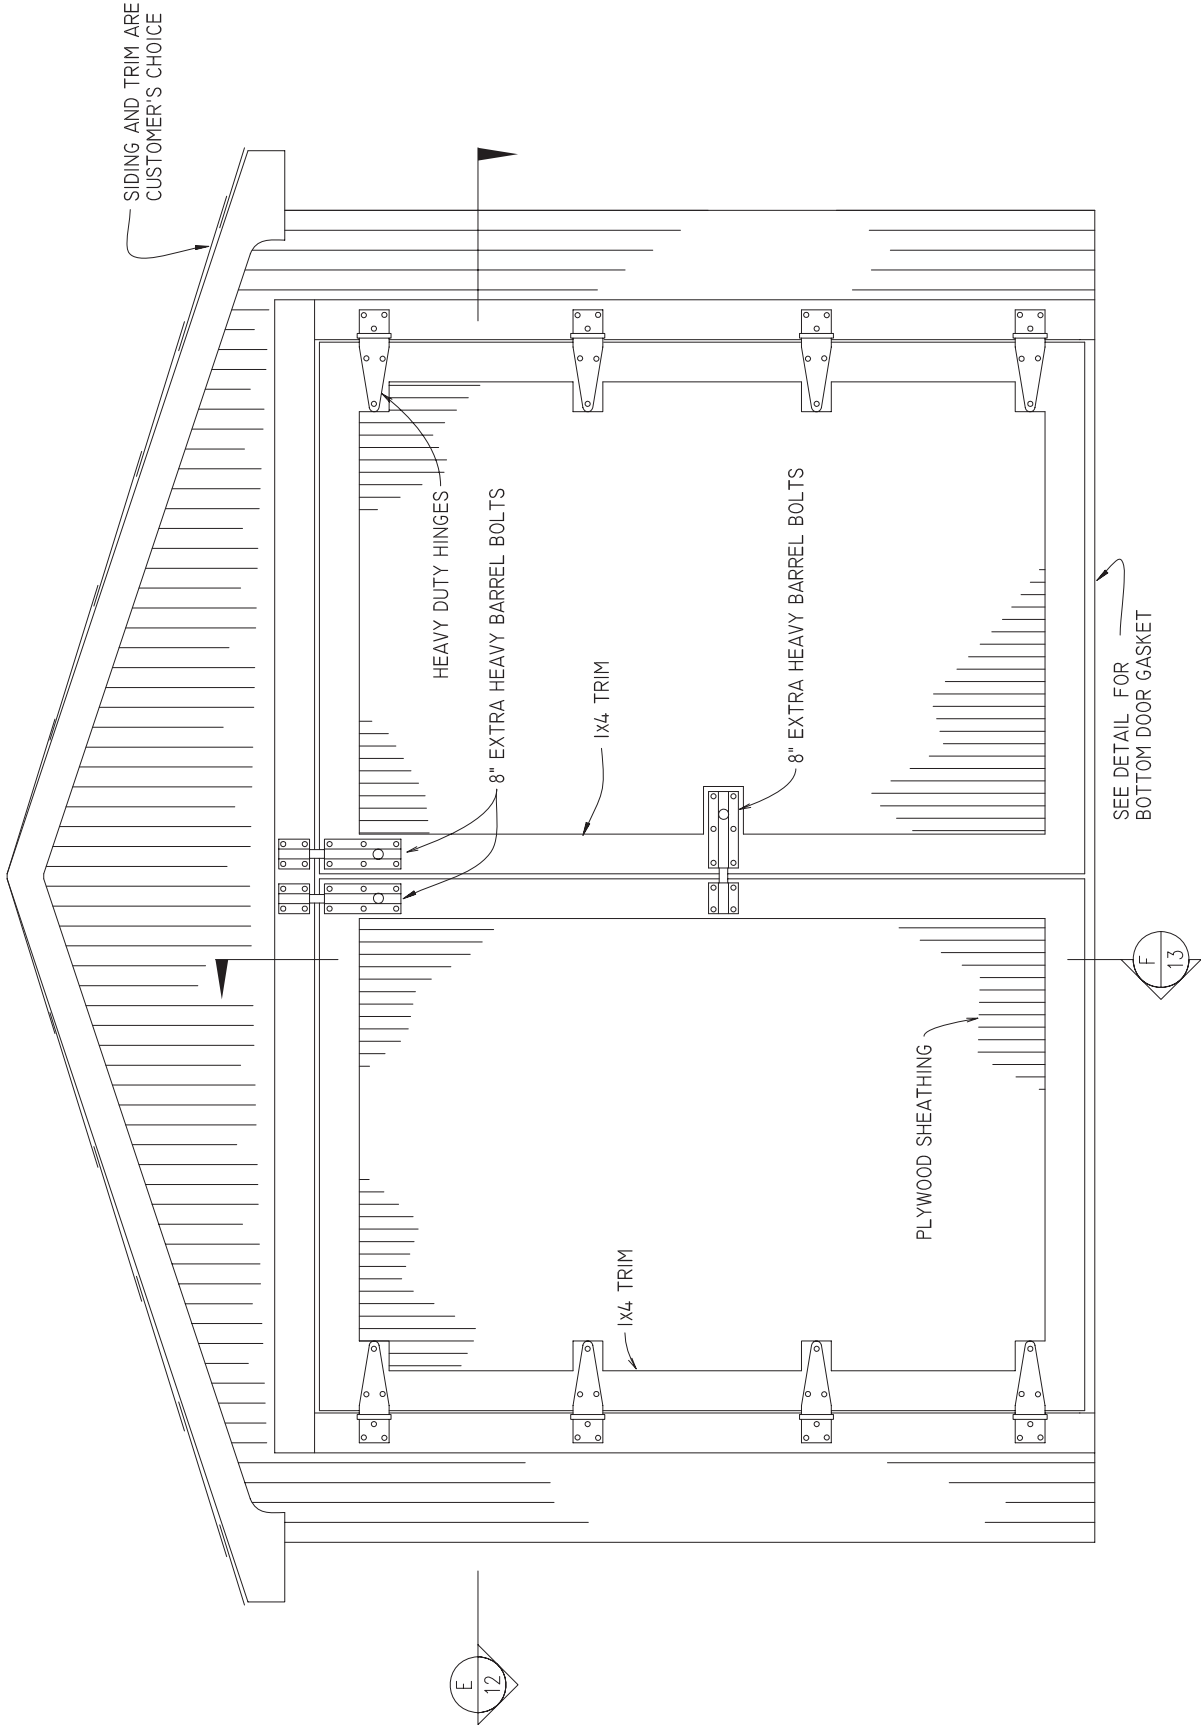 SIDING AND TRIM ARE
CUSTOMER'S CHOICE
HEAVY DUTY HINGES
8" EXTRA HEAVY BARREL BOLTS
1x4 TRIM
8" EXTRA HEAVY BARREL BOLTS
1x4 TRIM
PLYWOOD SHEATHING
SEE DETAIL FOR
BOTTOM DOOR GASKET
E
12
F
13